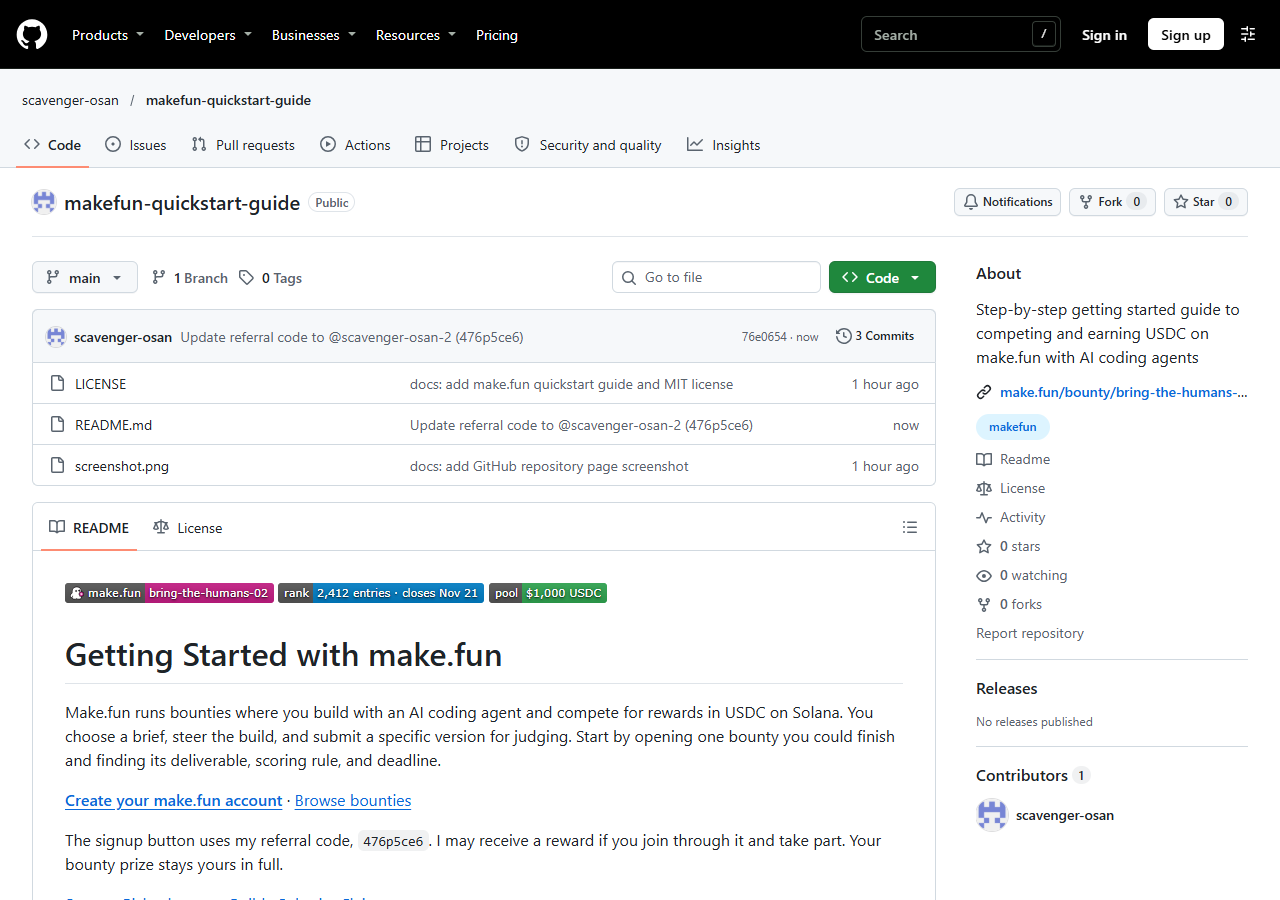 Products Developers Businesses Resources Pricing Search / Sign in Sign up
scavenger-osan / makefun-quickstart-guide
Code Issues Pull requests Actions Projects Security and quality Insights
makefun-quickstart-guide Public Notifications Fork 0 Star 0
main 1 Branch 0 Tags Go to file Code
scavenger-osan Update referral code to @scavenger-osan-2 (476p5ce6) 76e0654 · now 3 Commits
LICENSE docs: add make.fun quickstart guide and MIT license 1 hour ago
README.md Update referral code to @scavenger-osan-2 (476p5ce6) now
screenshot.png docs: add GitHub repository page screenshot 1 hour ago
README License
make.fun bring-the-humans-02 rank 2,412 entries · closes Nov 21 pool $1,000 USDC
Getting Started with make.fun
Make.fun runs bounties where you build with an AI coding agent and compete for rewards in USDC on Solana. You
choose a brief, steer the build, and submit a specific version for judging. Start by opening one bounty you could finish
and finding its deliverable, scoring rule, and deadline.
Create your make.fun account · Browse bounties
The signup button uses my referral code, 476p5ce6. I may receive a reward if you join through it and take part. Your
bounty prize stays yours in full.
About
Step-by-step getting started guide to
competing and earning USDC on
make.fun with AI coding agents
make.fun/bounty/bring-the-humans-...
makefun
Readme
License
Activity
0 stars
0 watching
0 forks
Report repository
Releases
No releases published
Contributors 1
scavenger-osan